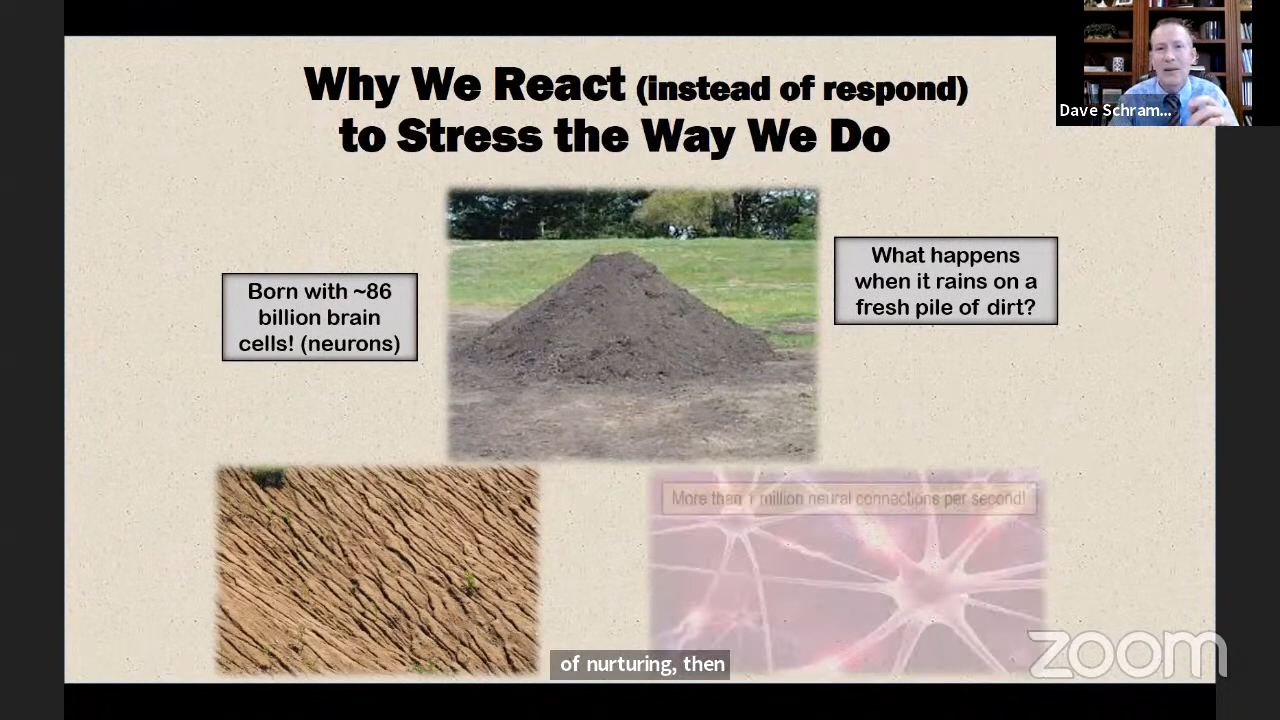 Why We React (instead of respond)
to Stress the Way We Do
Dave Schram...
Born with ~86
billion brain
cells! (neurons)
What happens
when it rains on a
fresh pile of dirt?
More than 1 million neural connections per second!
of nurturing, then
zoom